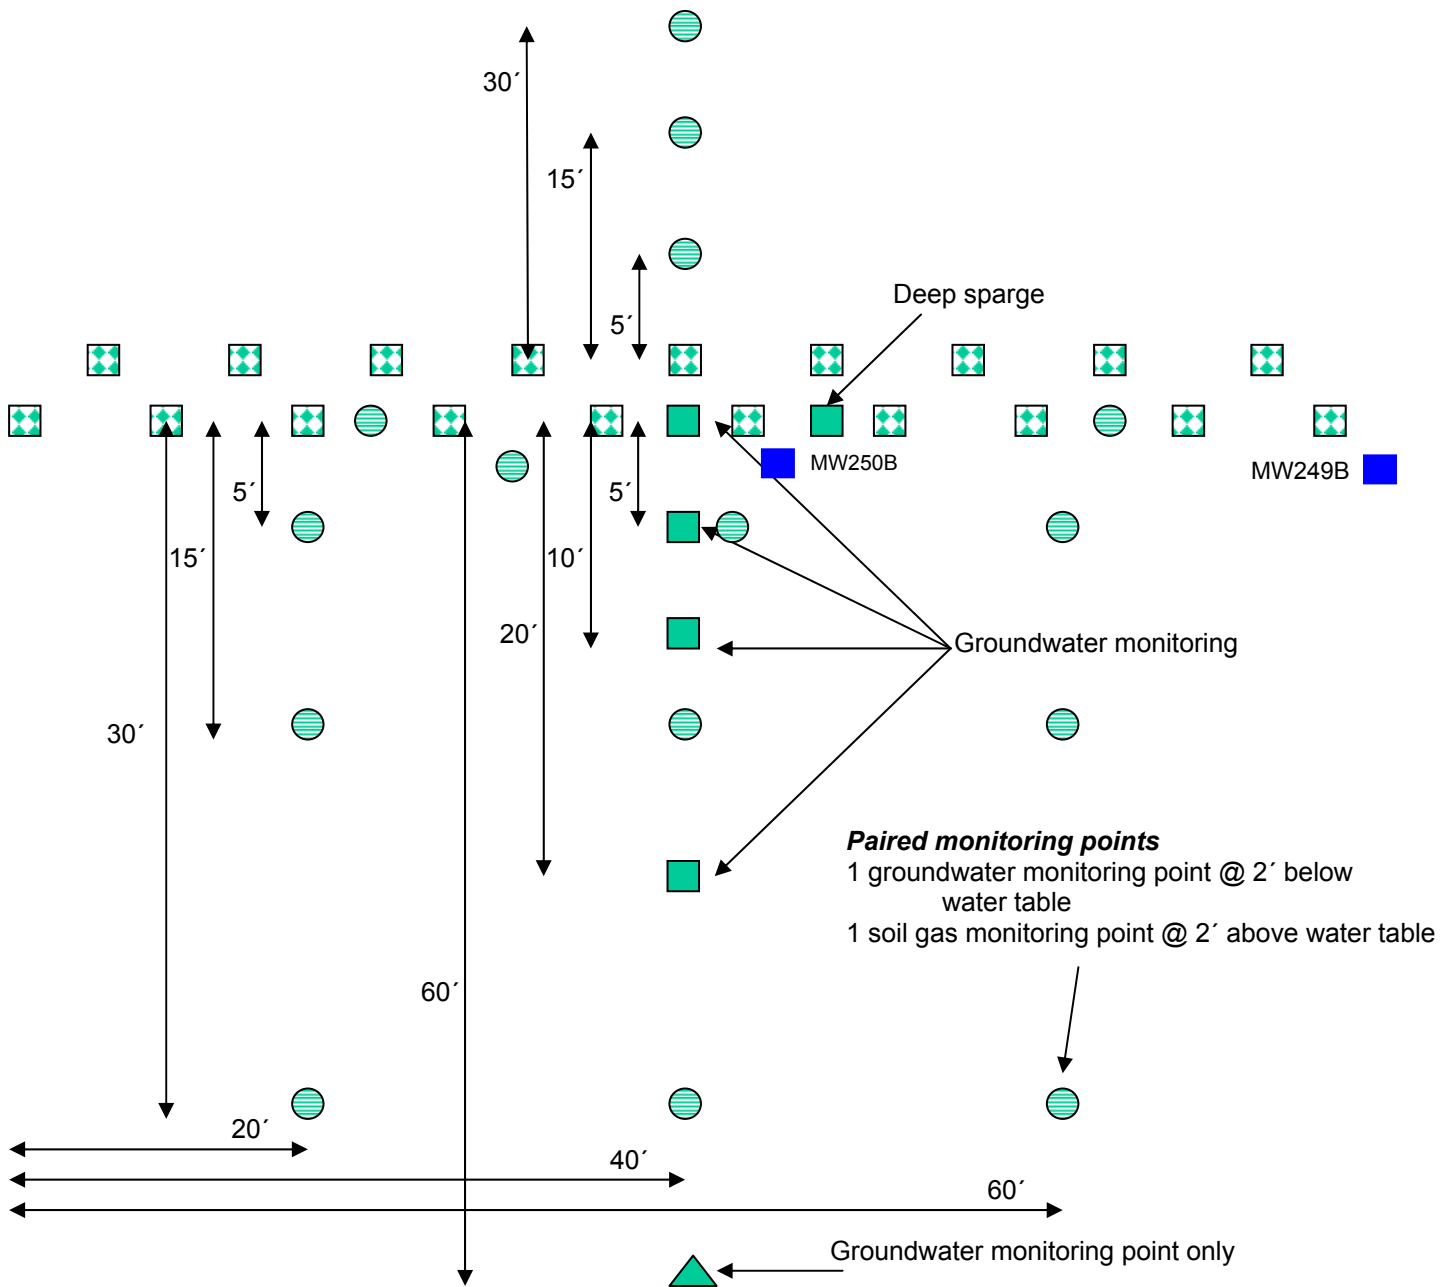 30´
15´
Deep sparge
5´
MW250B
MW249B
5´
5´
15´
10´
20´
Groundwater monitoring
30´
Paired monitoring points
1 groundwater monitoring point @ 2´ below
water table
1 soil gas monitoring point @ 2´ above water table
60´
20´
40´
60´
Groundwater monitoring point only